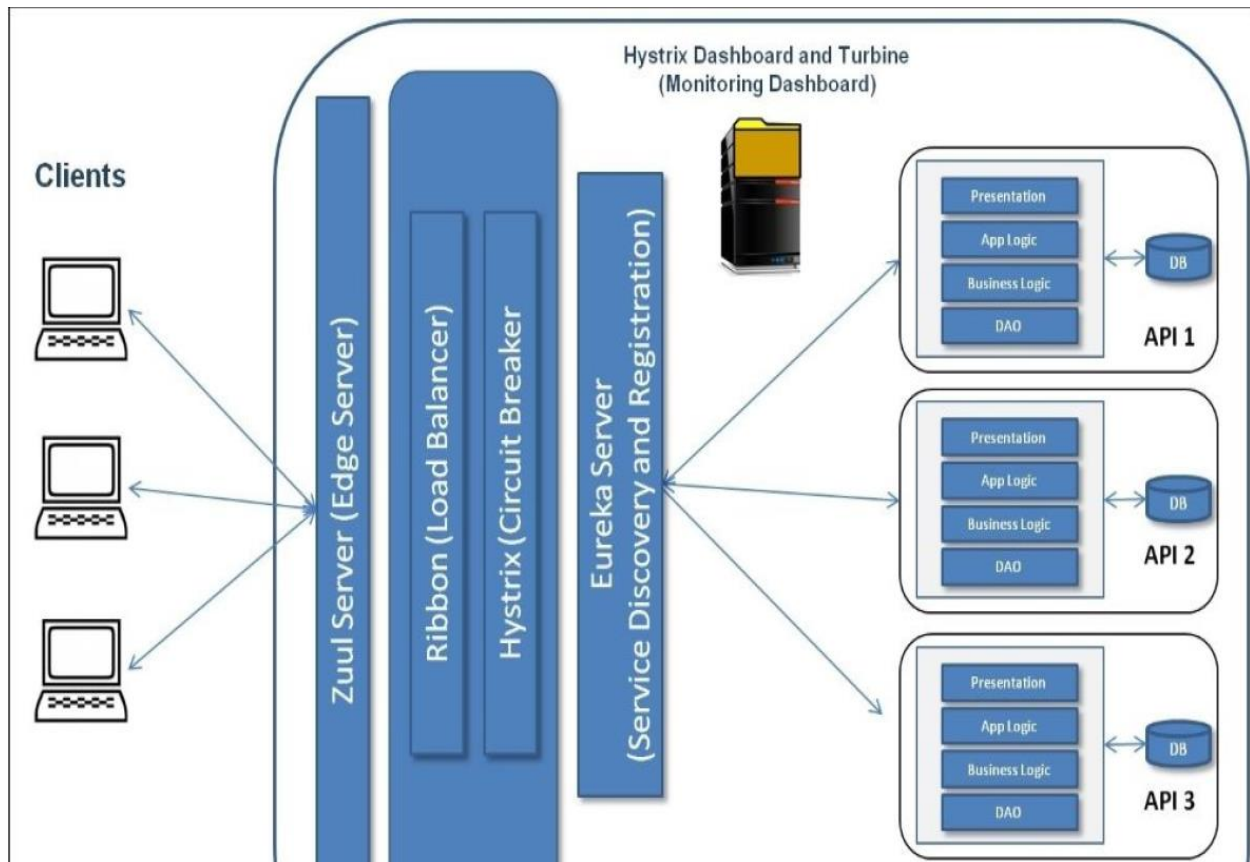 Hystrix Dashboard and Turbine
(Monitoring Dashboard)
Clients
Zuul Server (Edge Server)
Ribbon (Load Balancer)
Hystrix (Circuit Breaker
Eureka Server
(Service Discovery and Registration)
Presentation
App Logic
Business Logic
DAO
DB
API 1
Presentation
App Logic
Business Logic
DAO
DB
API 2
Presentation
App Logic
Business Logic
DAO
DB
API 3